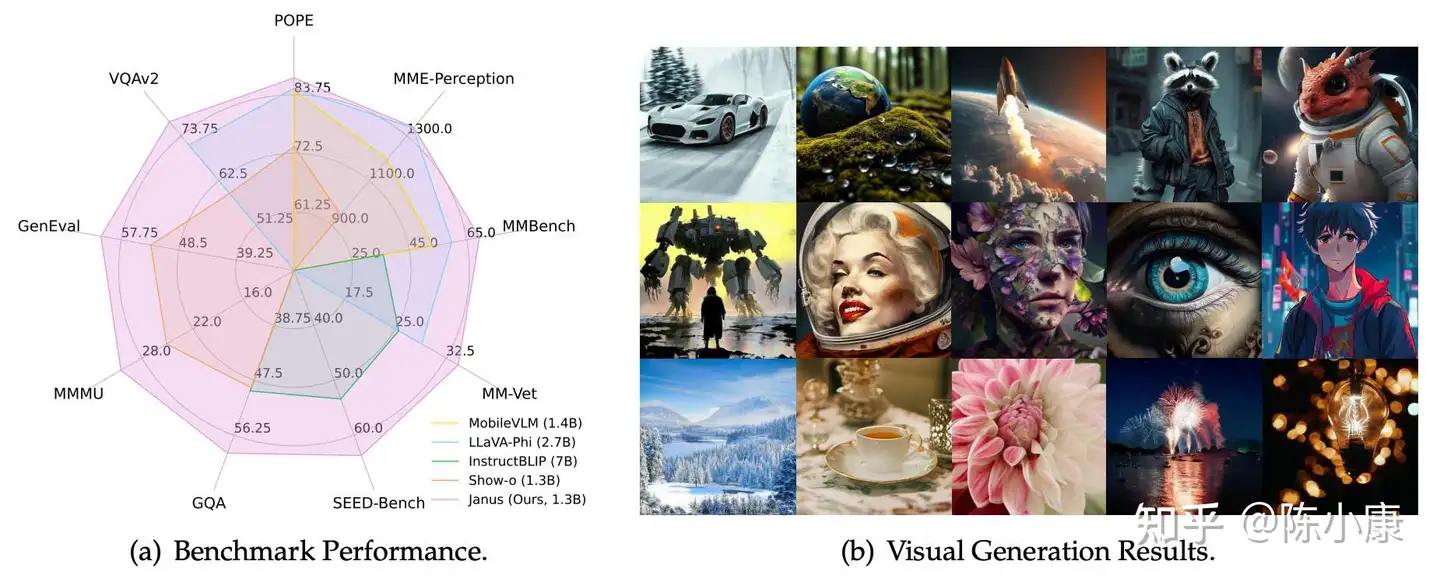 POPE
VQAv2
MME-Perception
83.75
73.75
1300.0
72.5
62.5
1100.0
61.25
51.25
900.0
GenEval
57.75
48.5
39.25
25.0
45.0
65.0
MMBench
16.0
17.5
22.0
38.75
40.0
25.0
28.0
32.5
MMMU
47.5
50.0
MM-Vet
56.25
60.0
GQA
SEED-Bench
MobileVLM (1.4B)
LLaVA-Phi (2.7B)
InstructBLIP (7B)
Show-o (1.3B)
Janus (Ours, 1.3B)
(a) Benchmark Performance.
知乎 @陈小康
(b) Visual Generation Results.